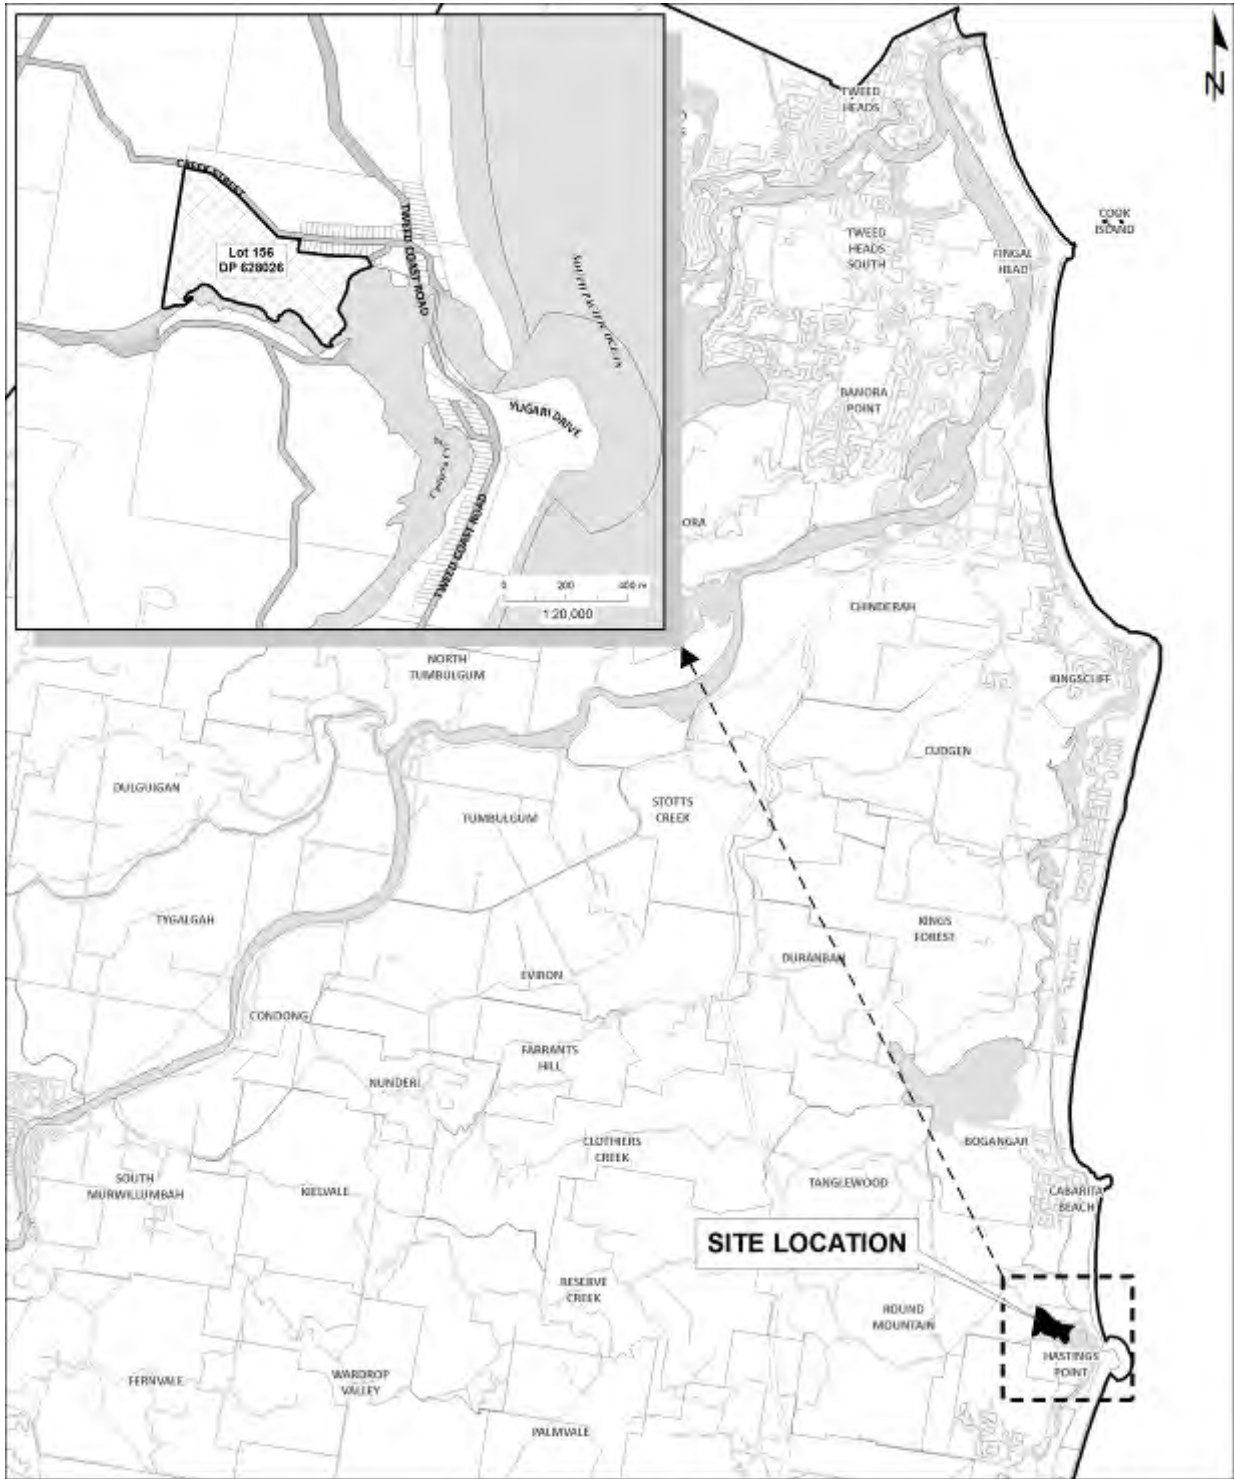 N
TWEED
HEADS
COOK
ISLAND
CREEK STREET
Lot 156
DP 628026
TWEED COAST ROAD
SOUTH PACIFIC OCEAN
TWEED
HEADS
SOUTH
FINGAL
HEAD
YUGARI DRIVE
BANORA
POINT
TWEED COAST ROAD
0 200 400 m
1:20,000
ORA
CHINDERAH
NORTH
TUMBULGUM
KINGSCLIFF
CUDGEN
DULGUIGAN
TUMBULGUM
STOTTS
CREEK
TYGALGAH
KINGS
FOREST
DURANBAH
EVIRON
CONDONG
FARRANTS
HILL
NUNDERI
CLOTHIERS
CREEK
BOGANGAR
SOUTH
MURWILLUMBAH
KIELVALE
TANGLEWOOD
CABARITA
BEACH
SITE LOCATION
RESERVE
CREEK
ROUND
MOUNTAIN
HASTINGS
POINT
FERNVALE
WARDROP
VALLEY
PALMVALE